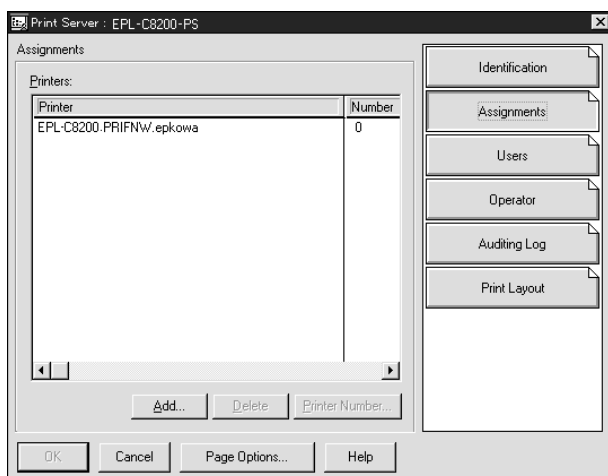 Print Server : EPL-C8200-PS
Assignments
Printers:
Printer Number
EPL-C8200.PRIFNW.epkowa 0
Add... Delete Printer Number...
OK Cancel Page Options... Help
Identification
Assignments
Users
Operator
Auditing Log
Print Layout